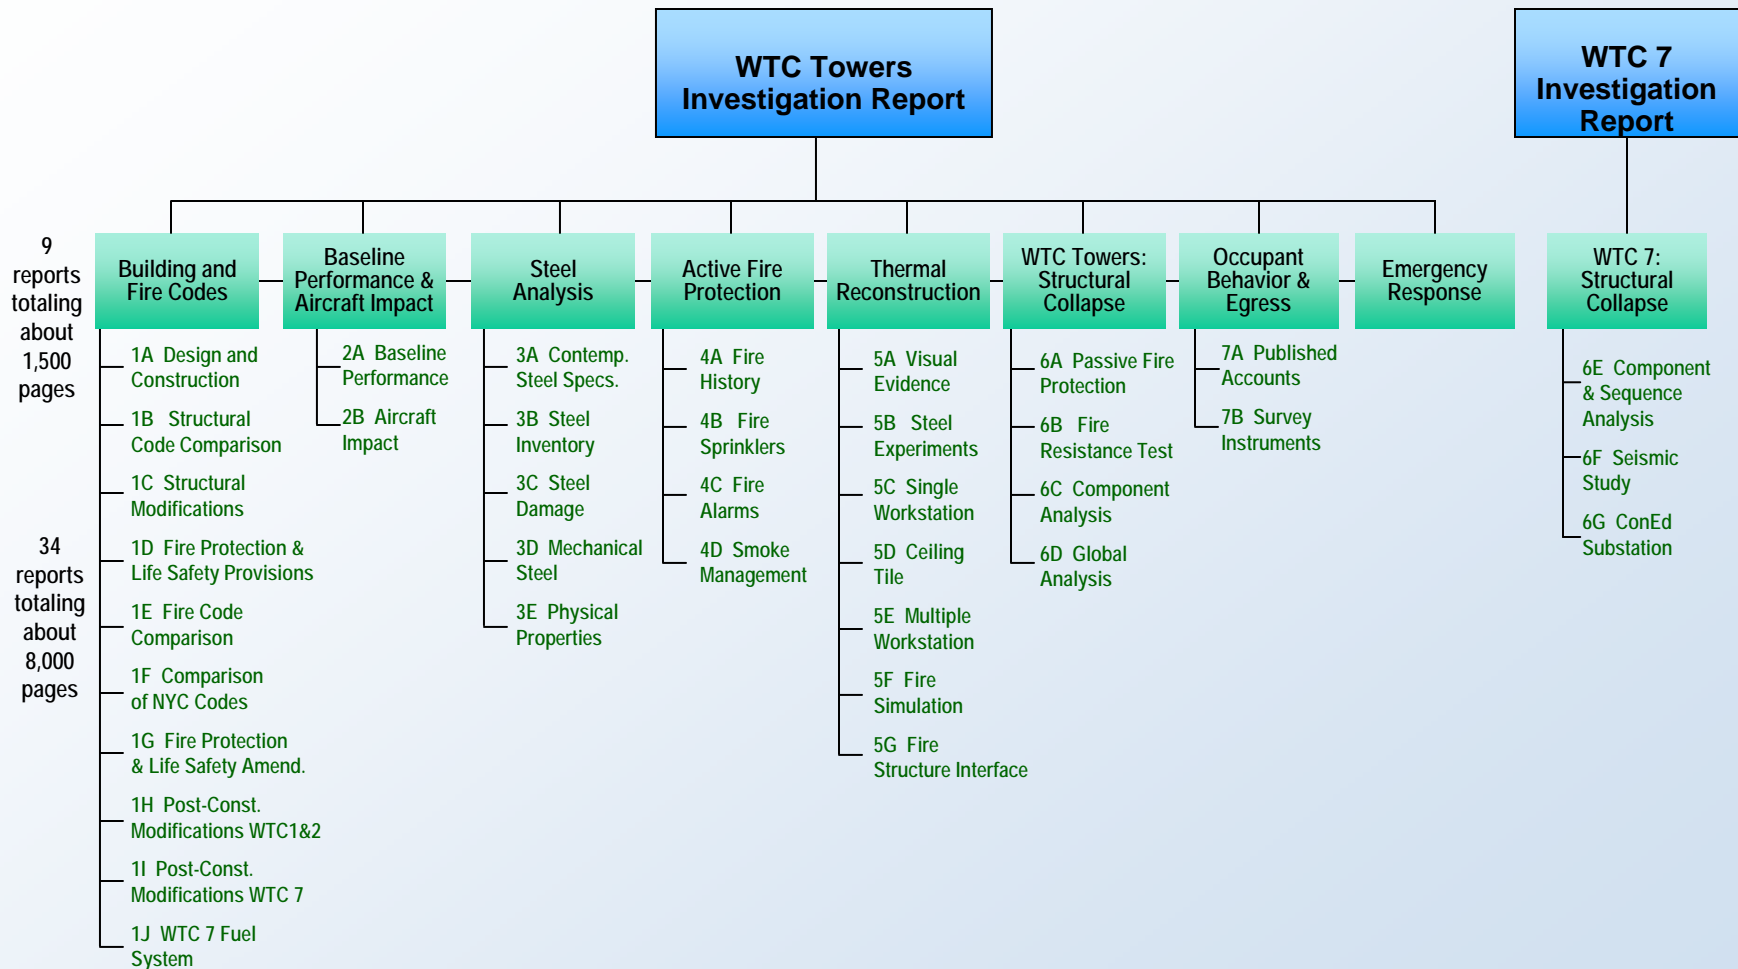 WTC Towers
Investigation Report
WTC 7
Investigation
Report
9
reports
totaling
about
1,500
pages
Building and
Fire Codes
Baseline
Performance &
Aircraft Impact
Steel
Analysis
Active Fire
Protection
Thermal
Reconstruction
WTC Towers:
Structural
Collapse
Occupant
Behavior &
Egress
Emergency
Response
WTC 7:
Structural
Collapse
34
reports
totaling
about
8,000
pages
1A Design and
Construction
1B Structural
Code Comparison
1C Structural
Modifications
1D Fire Protection &
Life Safety Provisions
1E Fire Code
Comparison
1F Comparison
of NYC Codes
1G Fire Protection
& Life Safety Amend.
1H Post-Const.
Modifications WTC1&2
1I Post-Const.
Modifications WTC 7
1J WTC 7 Fuel
System
2A Baseline
Performance
2B Aircraft
Impact
3A Contemp.
Steel Specs.
3B Steel
Inventory
3C Steel
Damage
3D Mechanical
Steel
3E Physical
Properties
4A Fire
History
4B Fire
Sprinklers
4C Fire
Alarms
4D Smoke
Management
5A Visual
Evidence
5B Steel
Experiments
5C Single
Workstation
5D Ceiling
Tile
5E Multiple
Workstation
5F Fire
Simulation
5G Fire
Structure Interface
6A Passive Fire
Protection
6B Fire
Resistance Test
6C Component
Analysis
6D Global
Analysis
7A Published
Accounts
7B Survey
Instruments
6E Component
& Sequence
Analysis
6F Seismic
Study
6G ConEd
Substation